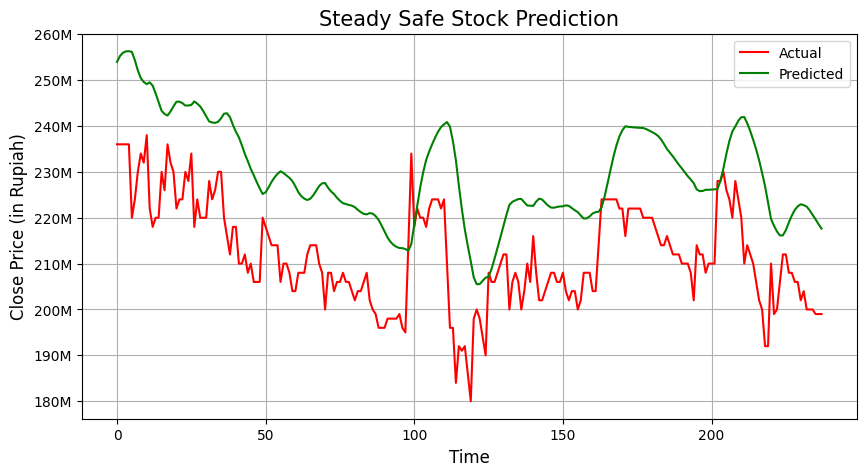 Steady Safe Stock Prediction
Close Price (in Rupiah)
260M
250M
240M
230M
220M
210M
200M
190M
180M
Actual
Predicted
0
50
100
150
200
Time